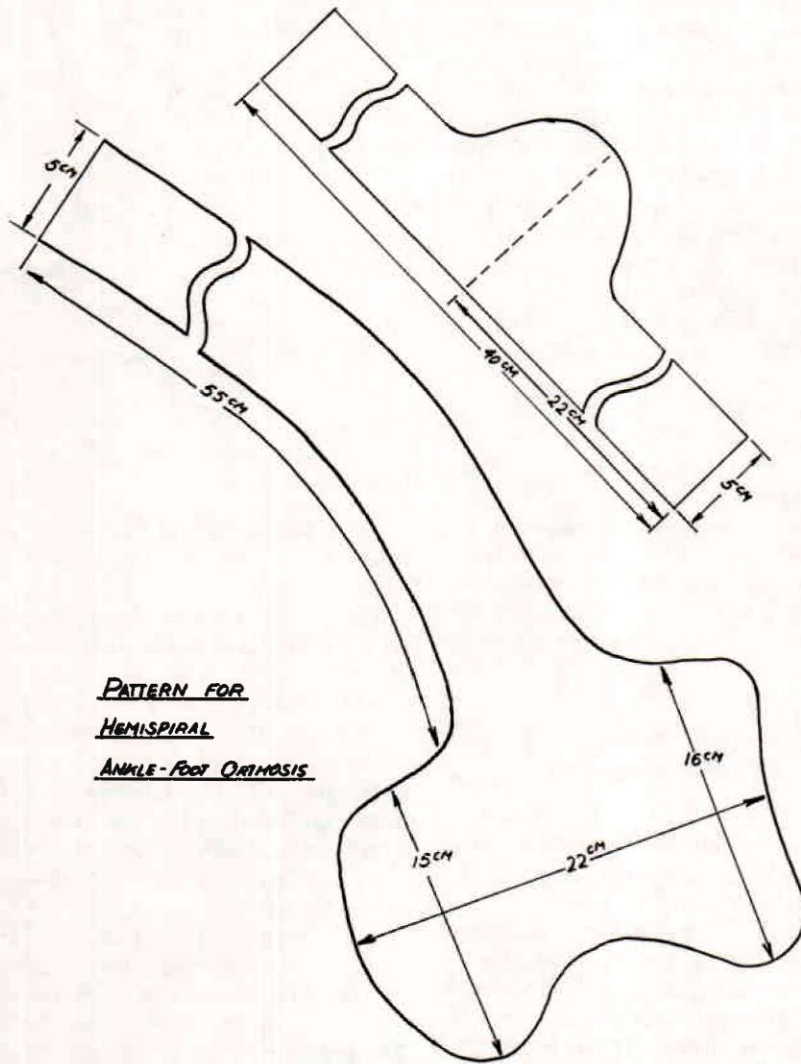 5CM
40CM
22CM
5CM
55CM
PATTERN FOR
HEMISPIRAL
ANKLE-FOOT ORTHOSIS
16CM
15CM
22CM